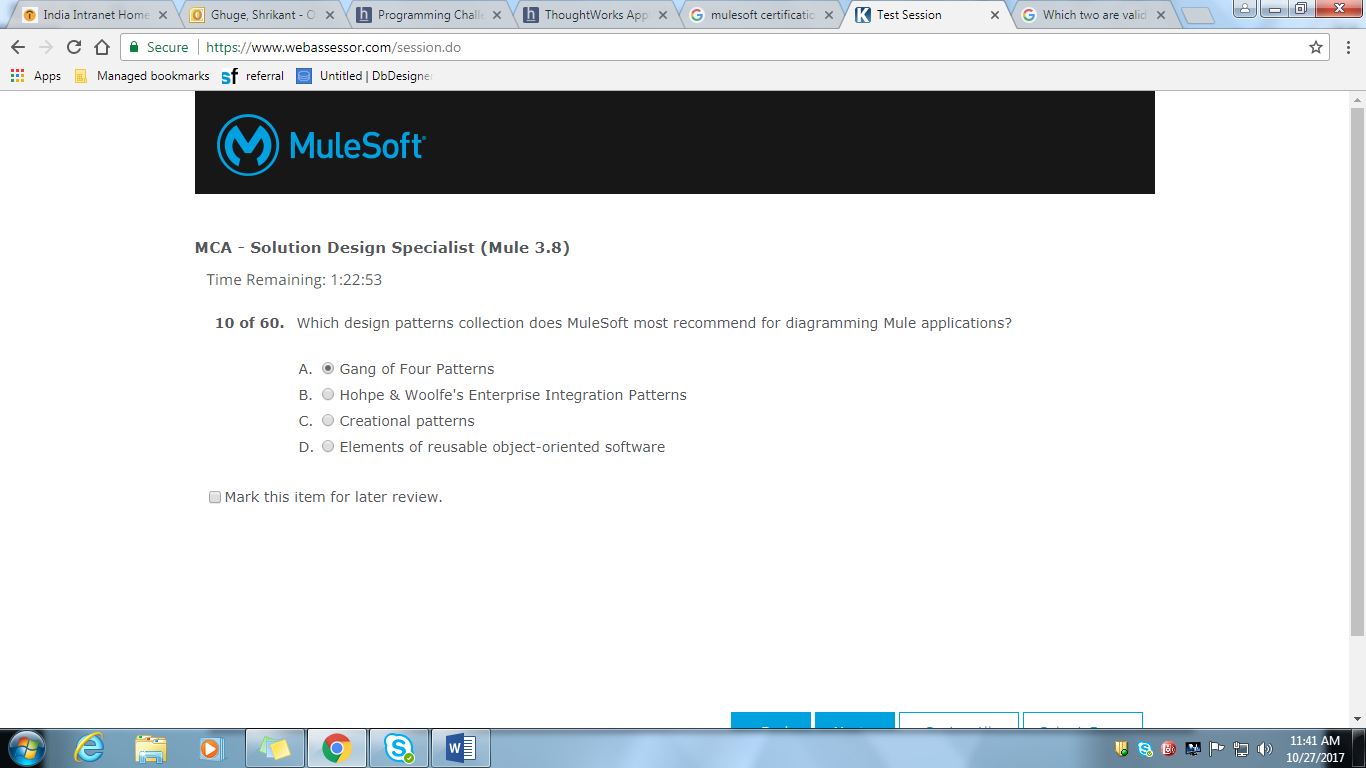 India Intranet Home
Ghuge, Shrikant - O
Programming Challe
ThoughtWorks App
mulesoft certificatio
Test Session
Which two are valid
Secure
https://www.webassessor.com/session.do
Apps
Managed bookmarks
referral
Untitled | DbDesigner
MuleSoft
MCA - Solution Design Specialist (Mule 3.8)
Time Remaining: 1:22:53
10 of 60. Which design patterns collection does MuleSoft most recommend for diagramming Mule applications?
A. Gang of Four Patterns
B. Hohpe & Woolfe's Enterprise Integration Patterns
C. Creational patterns
D. Elements of reusable object-oriented software
Mark this item for later review.
11:41 AM
10/27/2017